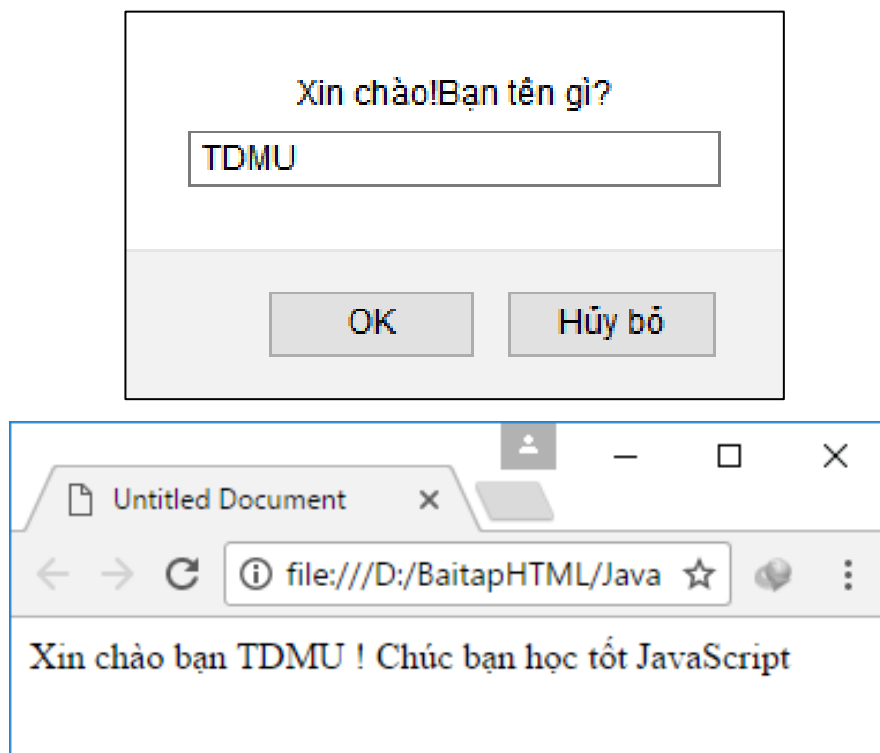 Xin chào!Bạn tên gì?
TDMU
OK
Hủy bỏ
Untitled Document
file:///D:/BaitapHTML/Java
Xin chào bạn TDMU ! Chúc bạn học tốt JavaScript